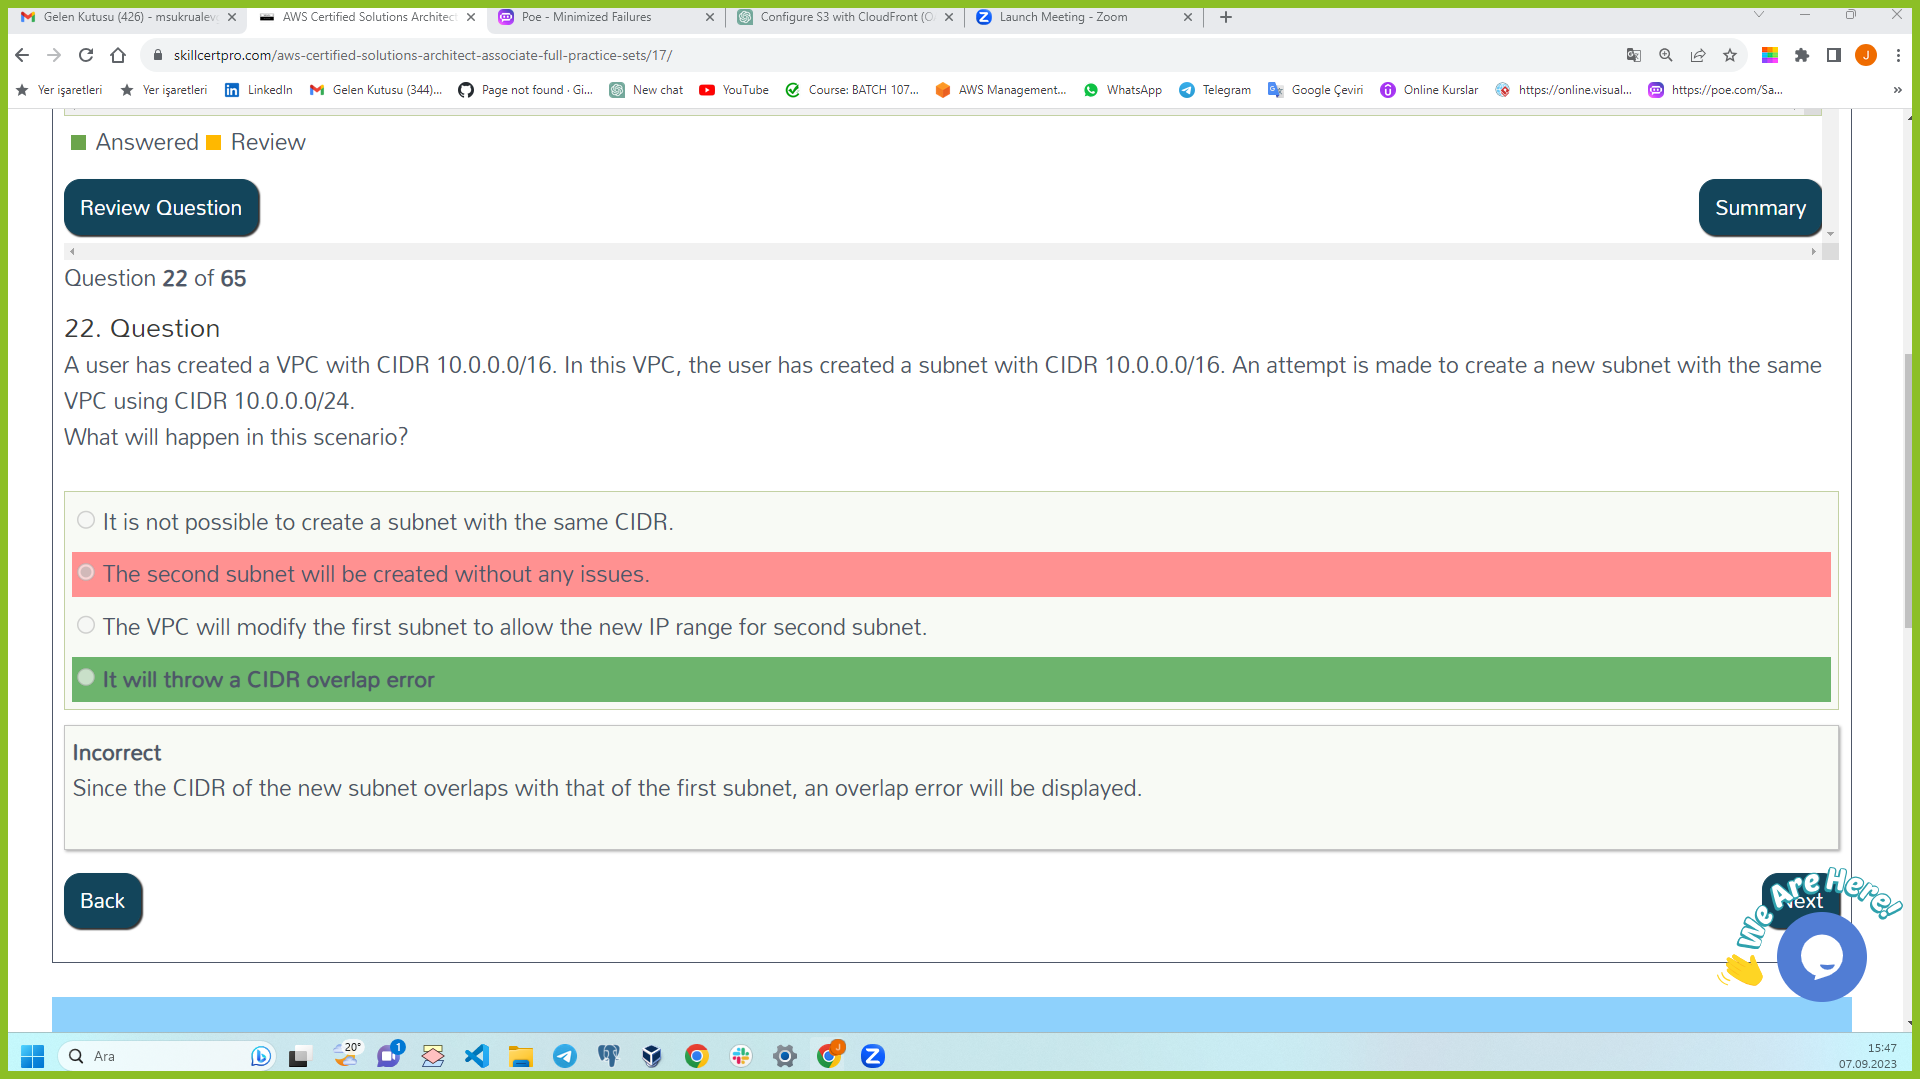 Gelen Kutusu (426) - msukrualev
AWS Certified Solutions Architect
Poe - Minimized Failures
Configure S3 with CloudFront (O
Launch Meeting - Zoom
skillcertpro.com/aws-certified-solutions-architect-associate-full-practice-sets/17/
J
Yer işaretleri
Yer işaretleri
LinkedIn
Gelen Kutusu (344)...
Page not found · Gi...
New chat
YouTube
Course: BATCH 107...
AWS Management...
WhatsApp
Telegram
Google Çeviri
Online Kurslar
https://online.visual...
https://poe.com/Sa...
»
Answered Review
Review Question
Summary
Question 22 of 65
22. Question
A user has created a VPC with CIDR 10.0.0.0/16. In this VPC, the user has created a subnet with CIDR 10.0.0.0/16. An attempt is made to create a new subnet with the same
VPC using CIDR 10.0.0.0/24.
What will happen in this scenario?
It is not possible to create a subnet with the same CIDR.
The second subnet will be created without any issues.
The VPC will modify the first subnet to allow the new IP range for second subnet.
It will throw a CIDR overlap error
Incorrect
Since the CIDR of the new subnet overlaps with that of the first subnet, an overlap error will be displayed.
Back
Next
We Are Here!
Ara
20°
1
J
15:47
07.09.2023